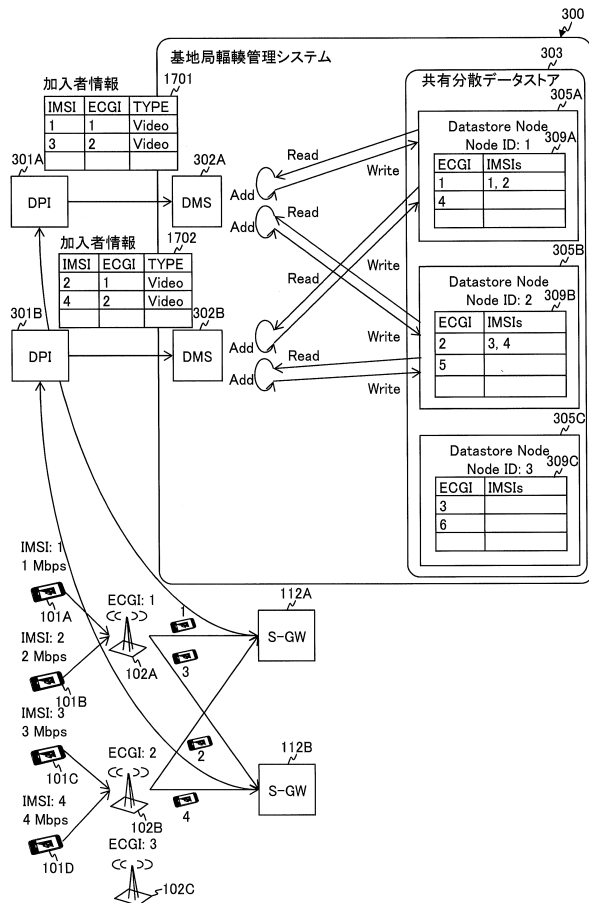 300
基地局輻輳管理システム
303
共有分散データストア
加入者情報
1701
IMSI ECGI TYPE
1 1 Video
3 2 Video
305A
Datastore Node
Node ID: 1
309A
ECGI IMSIs
1 1, 2
4
301A
DPI
302A
DMS
Read
Write
Add
Add
Read
Write
加入者情報
1702
IMSI ECGI TYPE
2 1 Video
4 2 Video
305B
Datastore Node
Node ID: 2
309B
ECGI IMSIs
2 3, 4
5
301B
DPI
302B
DMS
Read
Write
Add
Read
Add
Write
305C
Datastore Node
Node ID: 3
309C
ECGI IMSIs
3
6
IMSI: 1
1 Mbps
101A
ECGI: 1
102A
1
3
112A
S-GW
IMSI: 2
2 Mbps
101B
IMSI: 3
3 Mbps
101C
ECGI: 2
102B
2
4
112B
S-GW
IMSI: 4
4 Mbps
101D
ECGI: 3
102C